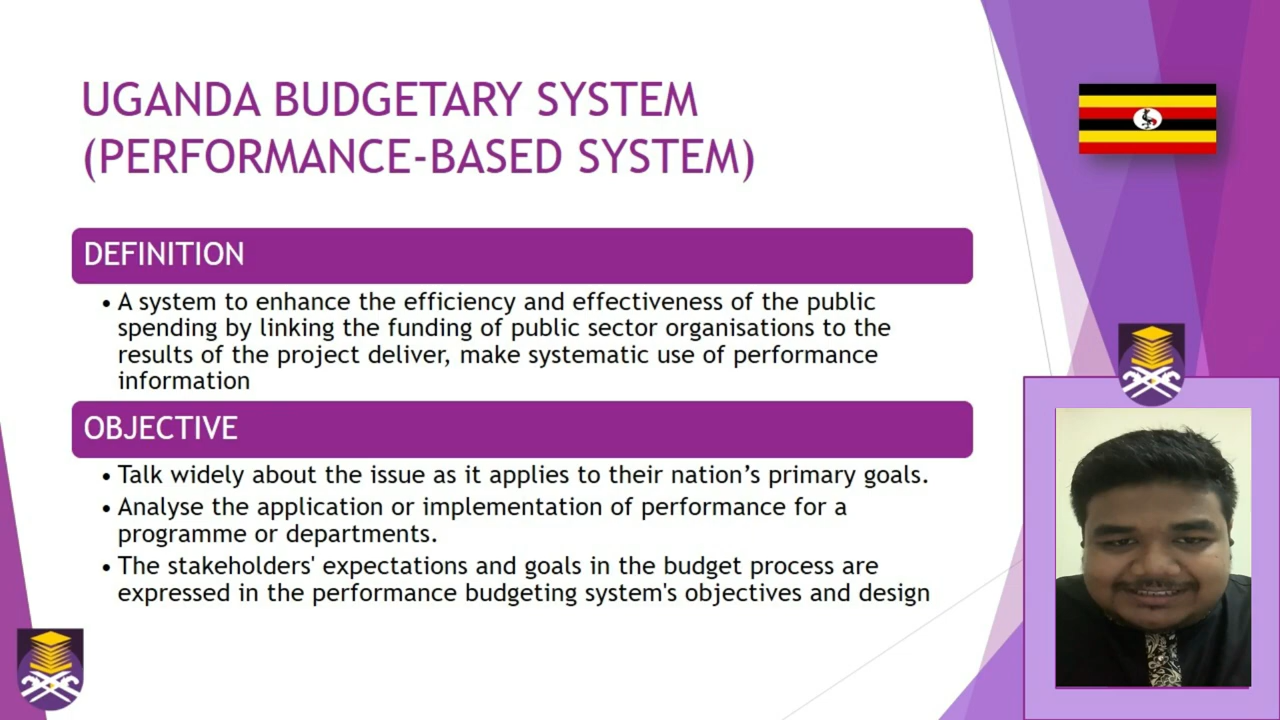 UGANDA BUDGETARY SYSTEM
(PERFORMANCE-BASED SYSTEM)
DEFINITION
• A system to enhance the efficiency and effectiveness of the public
spending by linking the funding of public sector organisations to the
results of the project deliver, make systematic use of performance
information
OBJECTIVE
• Talk widely about the issue as it applies to their nation’s primary goals.
• Analyse the application or implementation of performance for a
programme or departments.
• The stakeholders' expectations and goals in the budget process are
expressed in the performance budgeting system's objectives and design